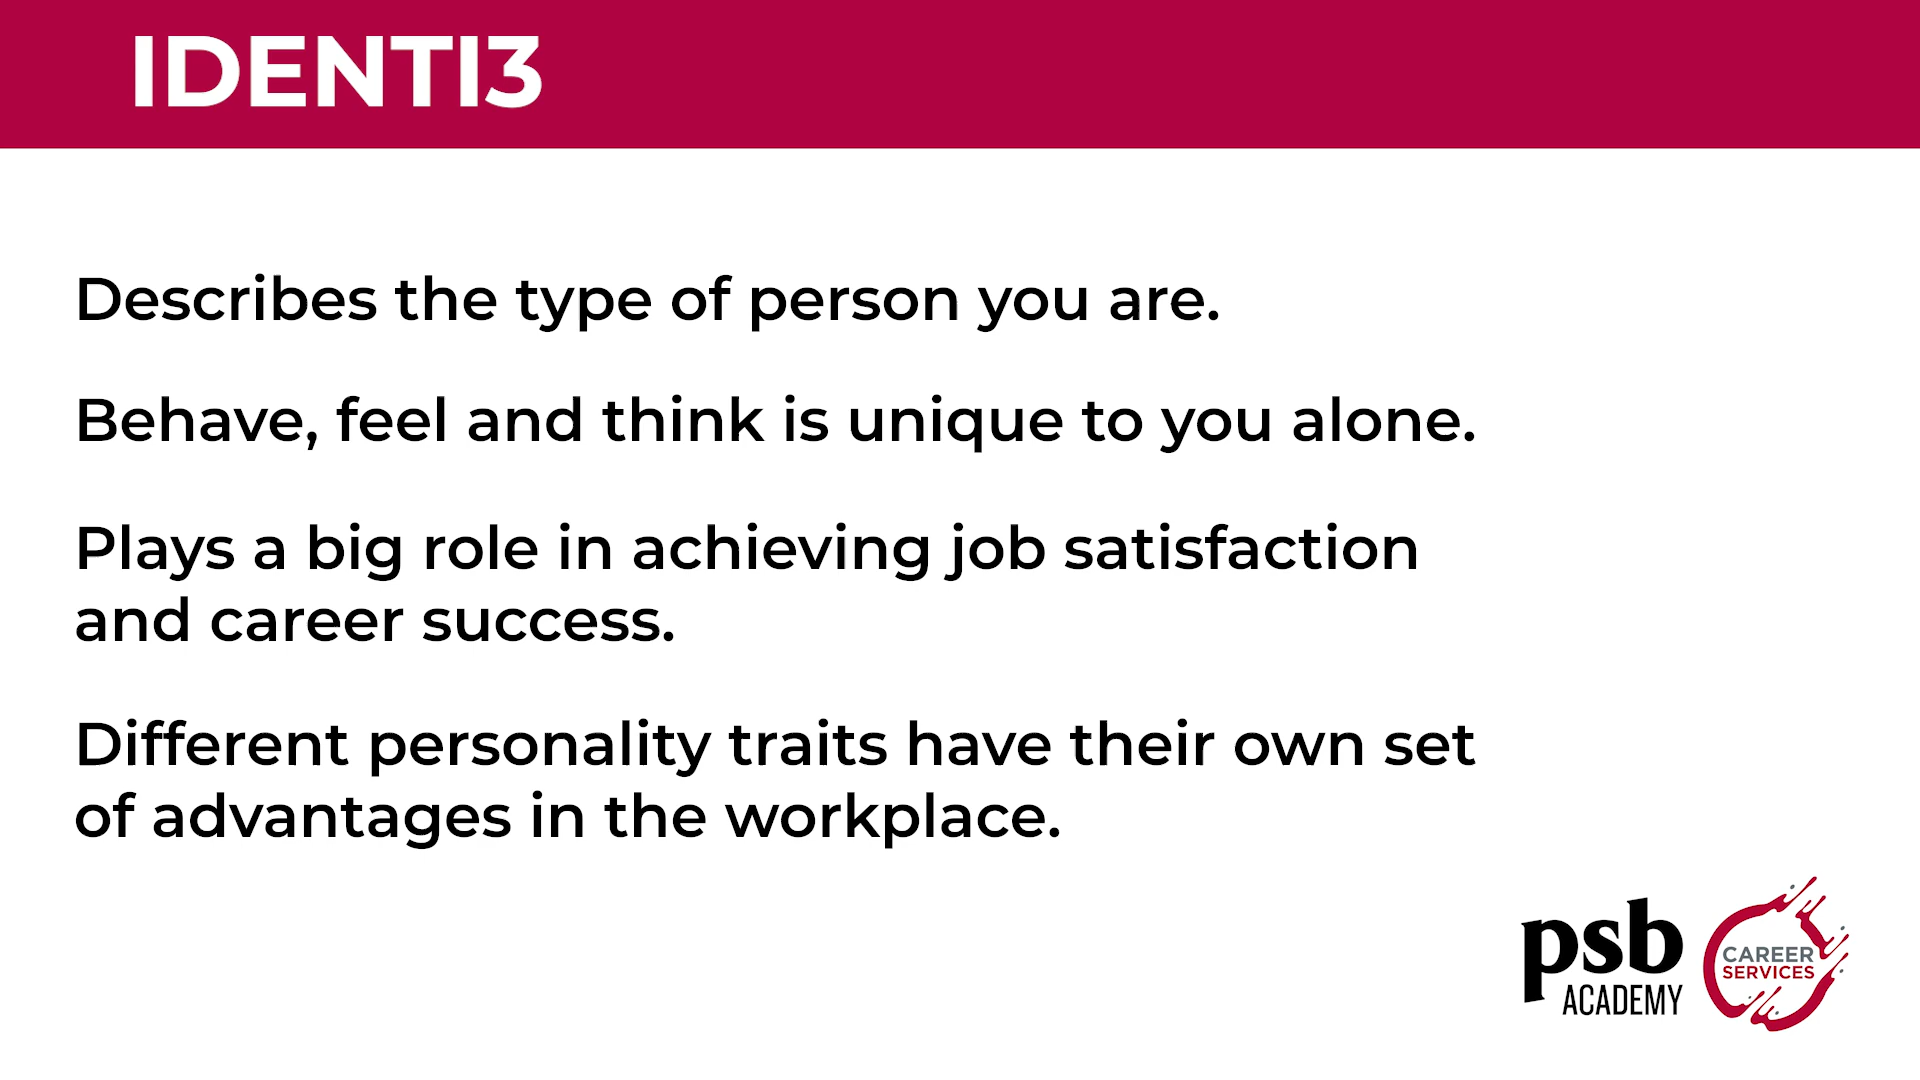 IDENTI3
Describes the type of person you are.
Behave, feel and think is unique to you alone.
Plays a big role in achieving job satisfaction
and career success.
Different personality traits have their own set
of advantages in the workplace.
psb
ACADEMY
CAREER
SERVICES